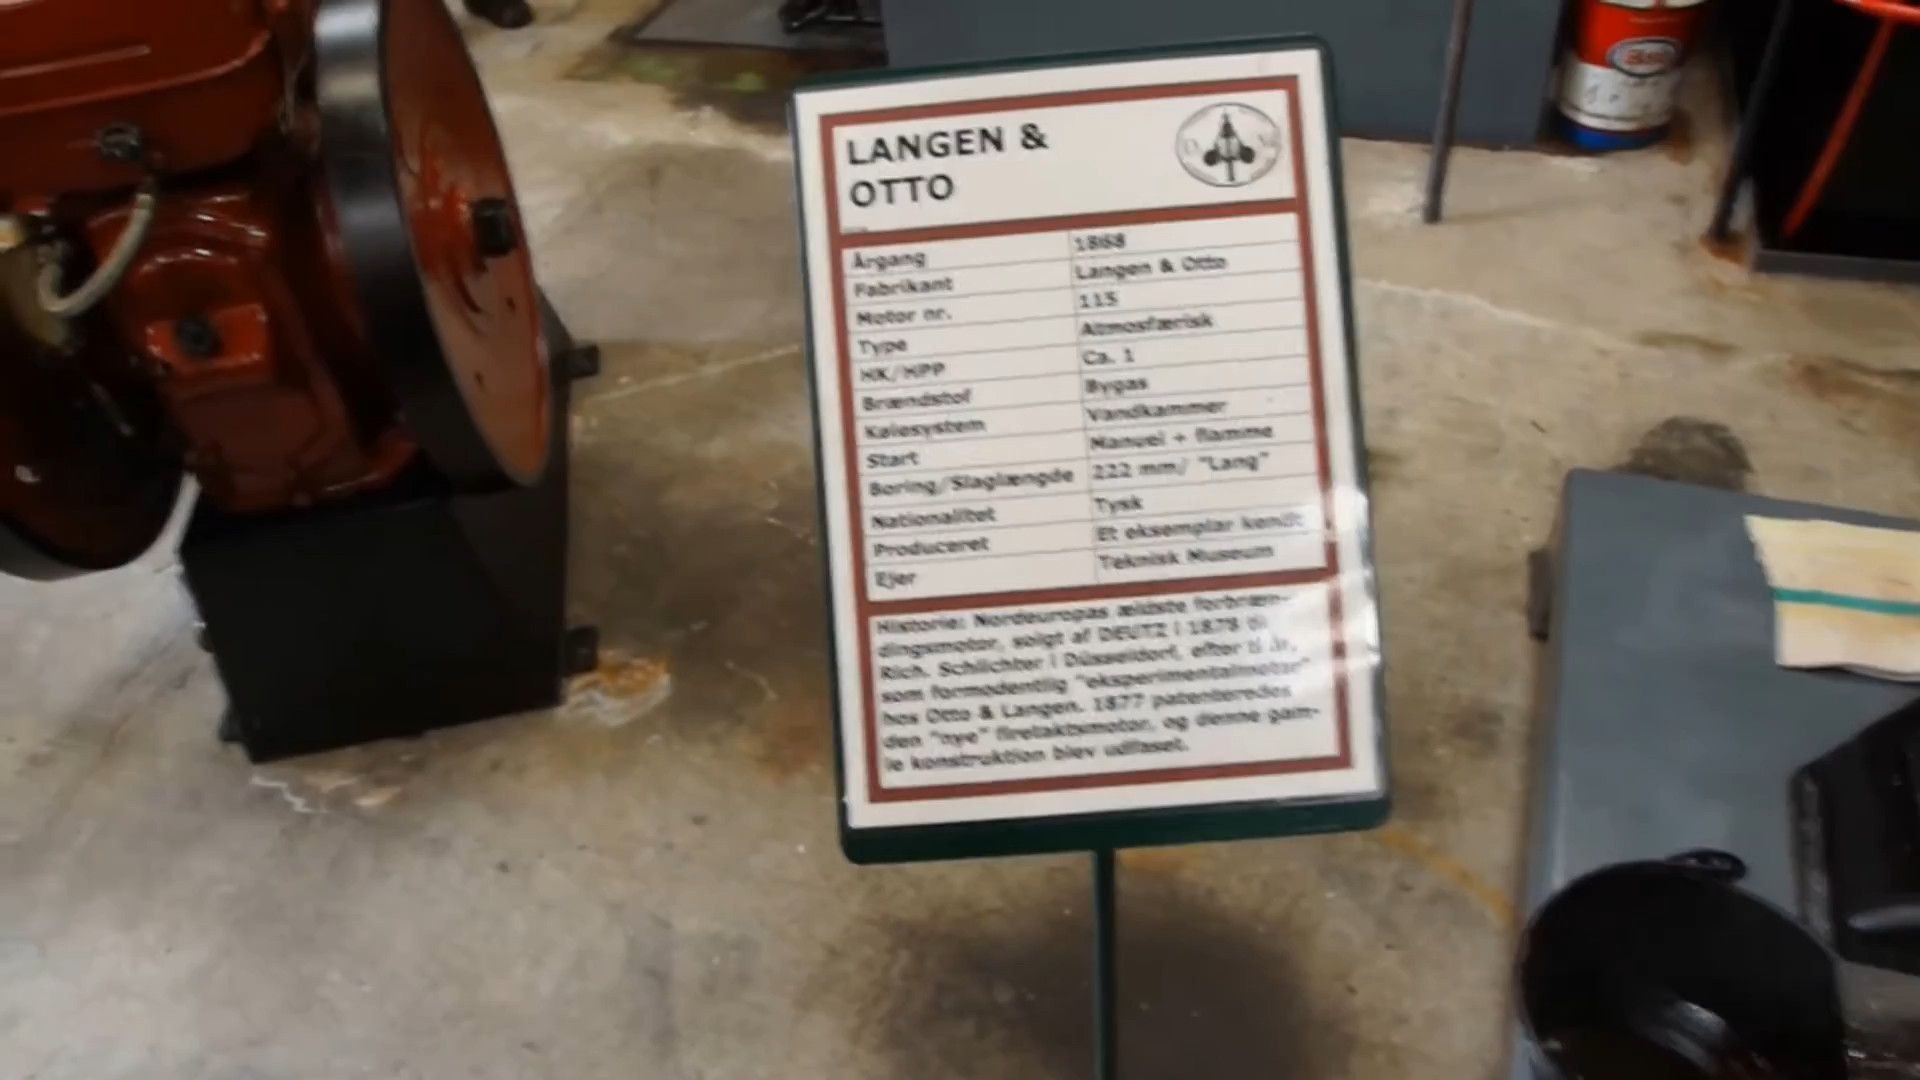 LANGEN &
OTTO
Årgang 1868
Fabrikant Langen & Otto
Motor nr. 115
Type Atmosfærisk
HK/HPP Ca. 1
Brændstof Bygas
Kølesystem Vandkammer
Start Manuel + flamme
Boring/Slaglængde 222 mm/ "Lang"
Nationalitet Tysk
Produceret Et eksemplar kendt
Ejer Teknisk Museum
Historie: Nordeuropas ældste forbræn-
dingsmotor, solgt af DEUTZ i 1878 til
Rich. Schlichter i Düsseldorf, efter ti år,
som formodentlig "eksperimentalmotor"
hos Otto & Langen. 1877 patenteredes
den "nye" firetaktsmotor, og denne gam-
le konstruktion blev udfaset.